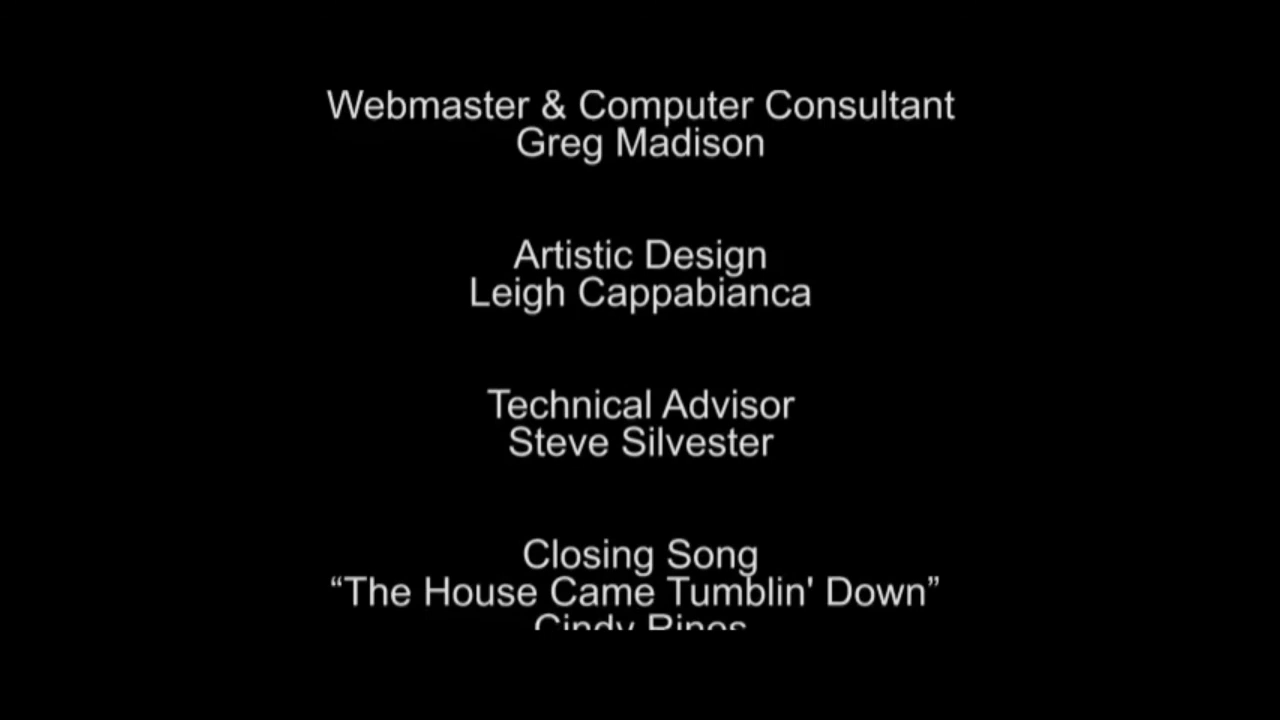 Webmaster & Computer Consultant
Greg Madison
Artistic Design
Leigh Cappabianca
Technical Advisor
Steve Silvester
Closing Song
“The House Came Tumblin' Down”
Cindy